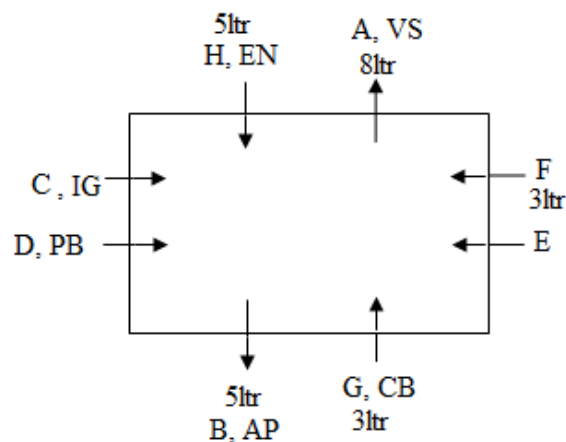 5ltr
H, EN
A, VS
8ltr
C , IG
F
3ltr
D, PB
E
5ltr
B, AP
G, CB
3ltr